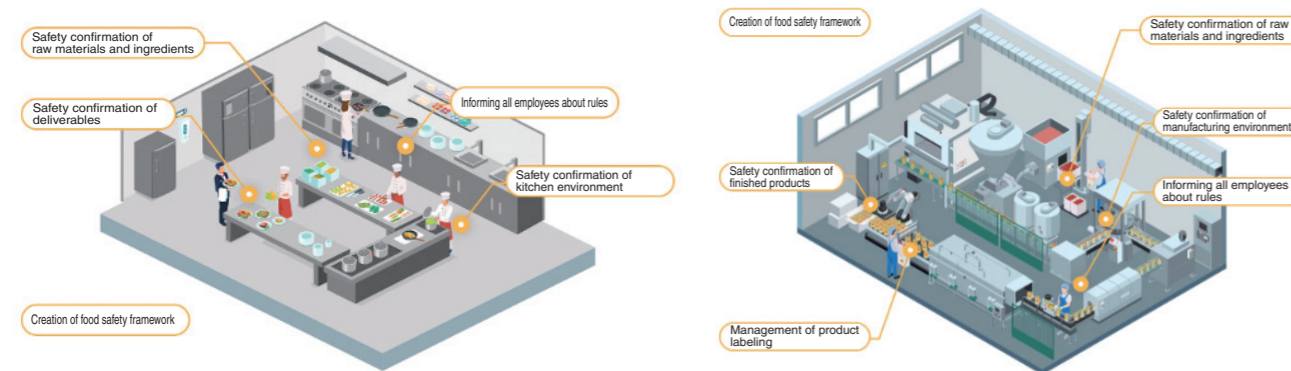 Safety confirmation of
raw materials and ingredients
Safety confirmation of
deliverables
Informing all employees about rules
Safety confirmation of
kitchen environment
Creation of food safety framework
Creation of food safety framework
Safety confirmation of raw
materials and ingredients
Safety confirmation of
manufacturing environment
Safety confirmation of
finished products
Informing all employees
about rules
Management of product
labeling